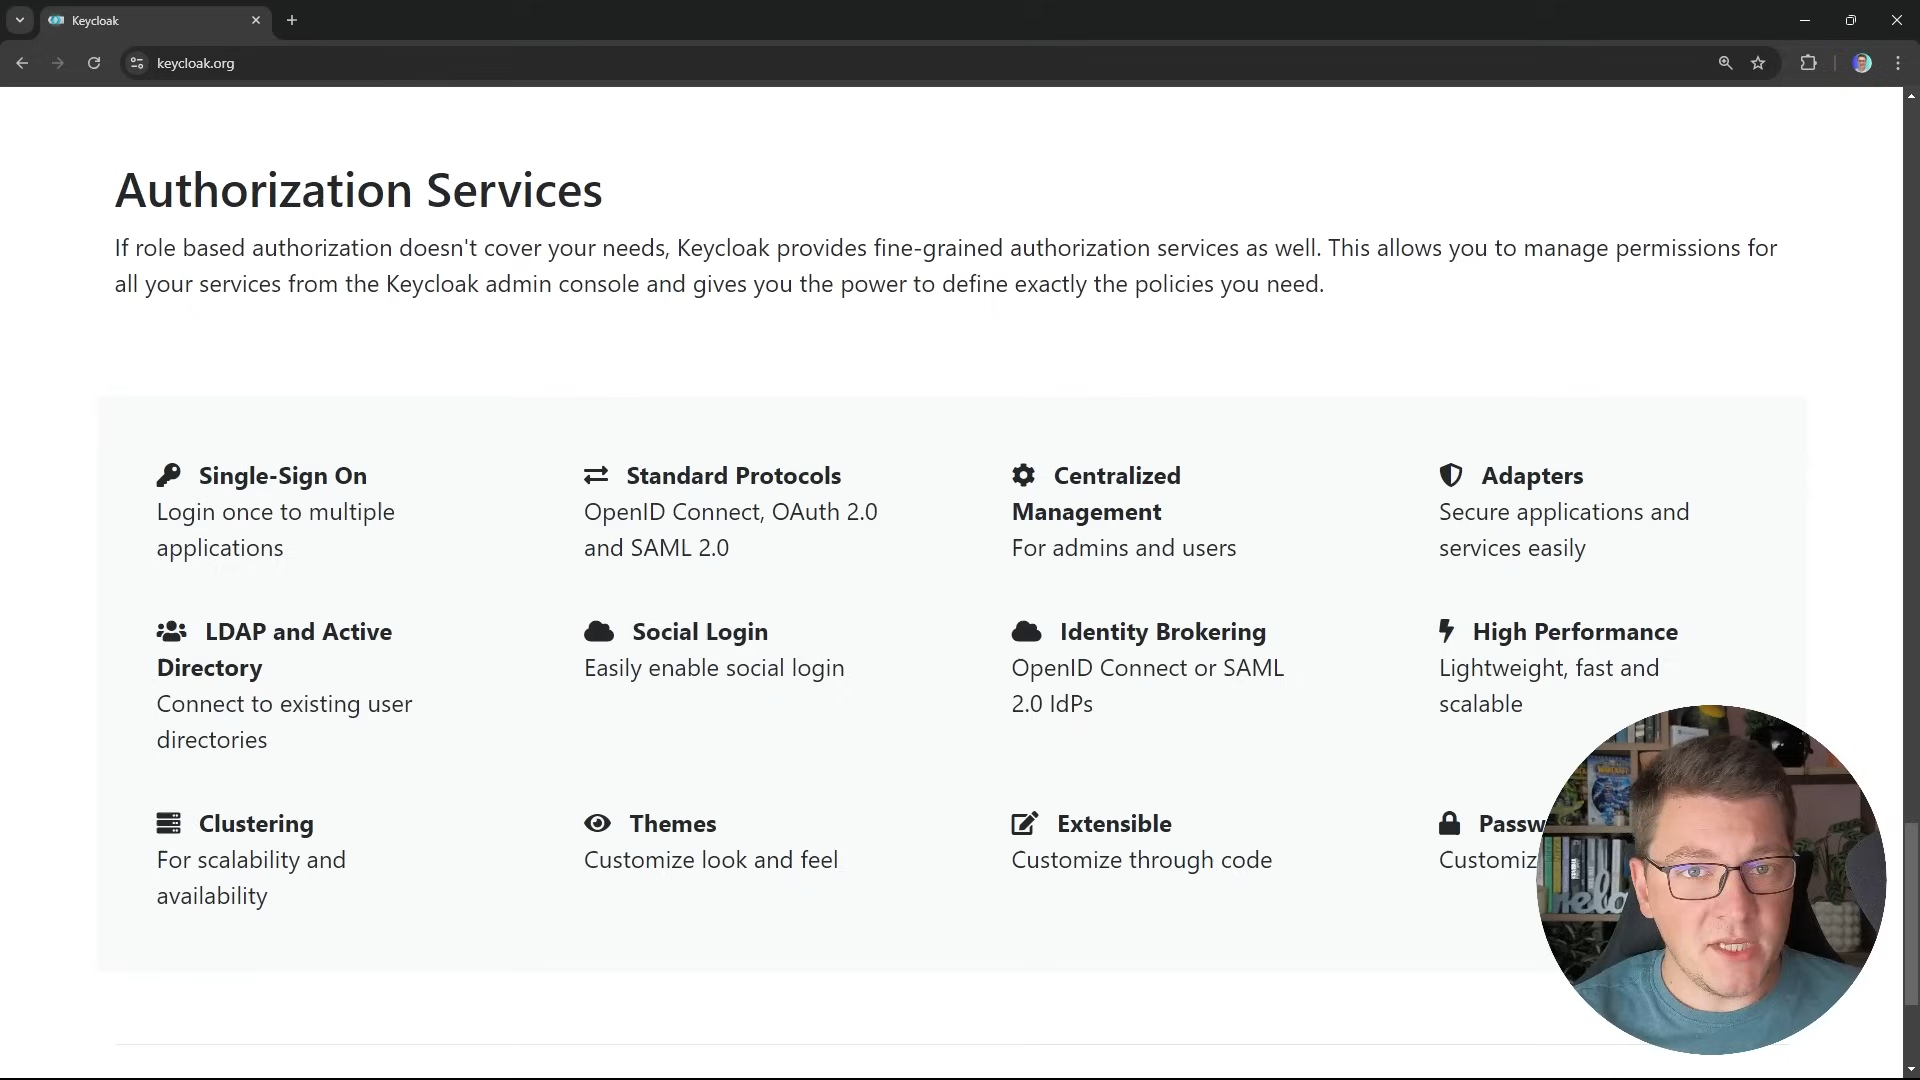 Keycloak
keycloak.org
Authorization Services
If role based authorization doesn't cover your needs, Keycloak provides fine-grained authorization services as well. This allows you to manage permissions for
all your services from the Keycloak admin console and gives you the power to define exactly the policies you need.
Single-Sign On
Login once to multiple
applications
Standard Protocols
OpenID Connect, OAuth 2.0
and SAML 2.0
Centralized
Management
For admins and users
Adapters
Secure applications and
services easily
LDAP and Active
Directory
Connect to existing user
directories
Social Login
Easily enable social login
Identity Brokering
OpenID Connect or SAML
2.0 IdPs
High Performance
Lightweight, fast and
scalable
Clustering
For scalability and
availability
Themes
Customize look and feel
Extensible
Customize through code
Passw
Customiz